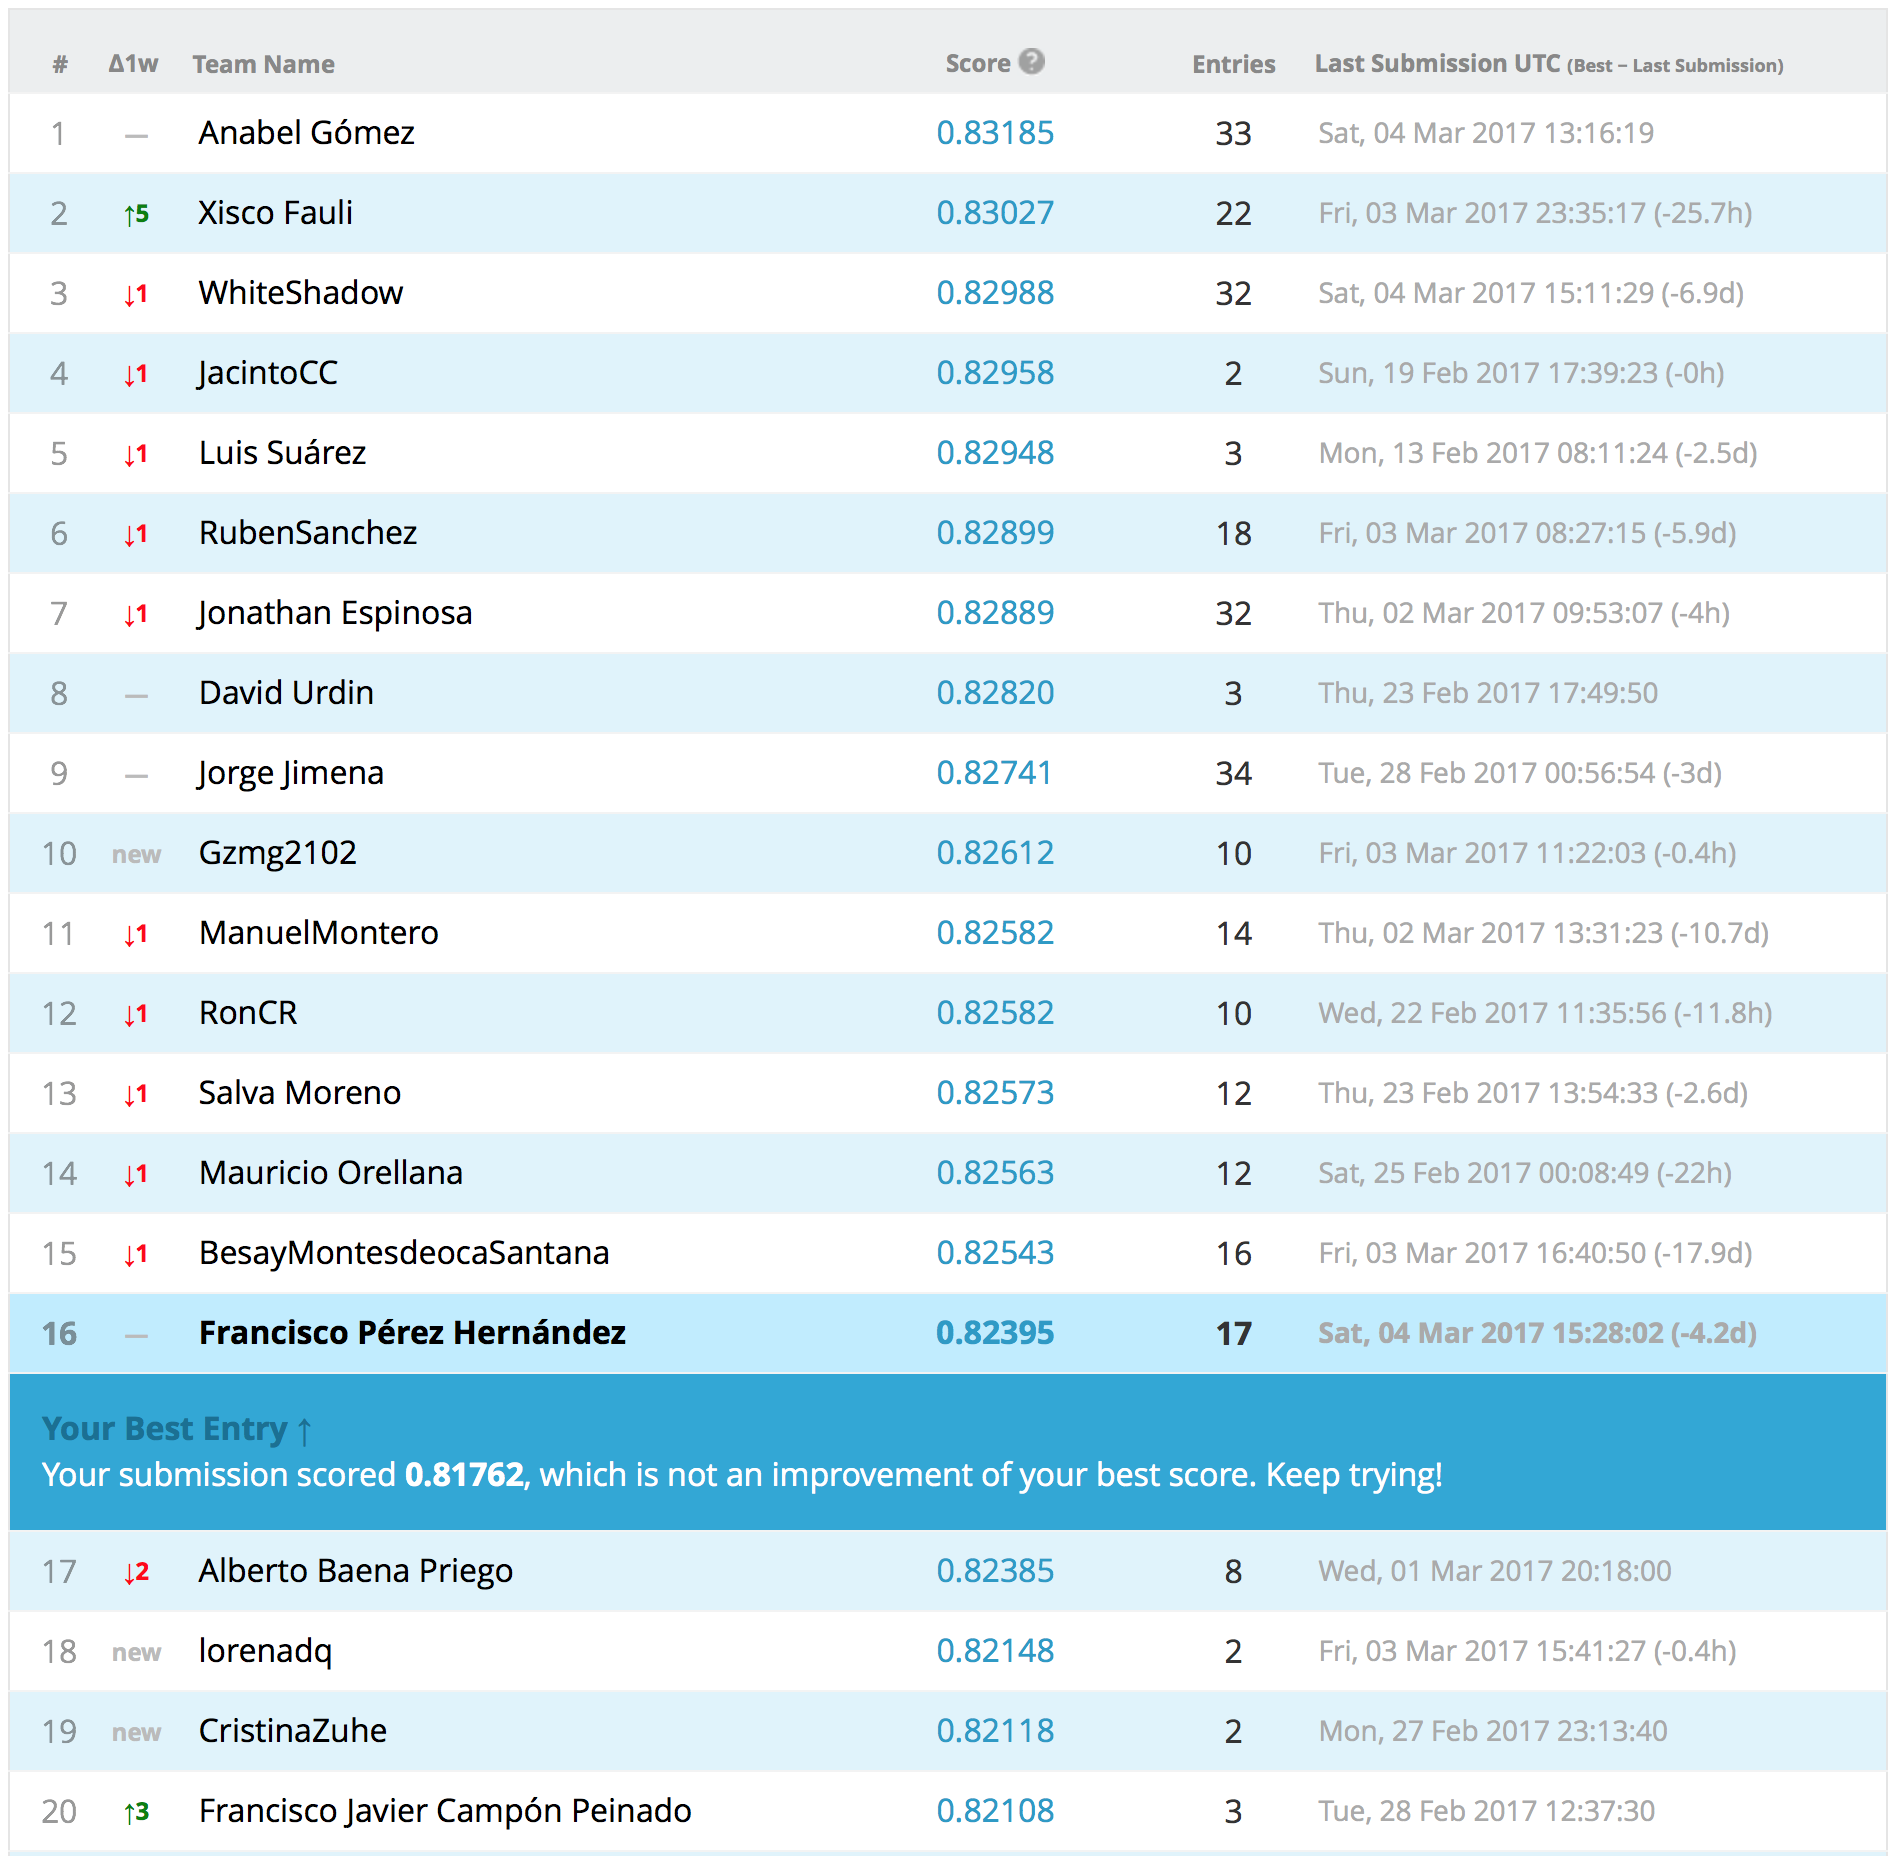 # Δ1w Team Name Score ? Entries Last Submission UTC (Best − Last Submission)
1 — Anabel Gómez 0.83185 33 Sat, 04 Mar 2017 13:16:19
2 ↑5 Xisco Fauli 0.83027 22 Fri, 03 Mar 2017 23:35:17 (-25.7h)
3 ↓1 WhiteShadow 0.82988 32 Sat, 04 Mar 2017 15:11:29 (-6.9d)
4 ↓1 JacintoCC 0.82958 2 Sun, 19 Feb 2017 17:39:23 (-0h)
5 ↓1 Luis Suárez 0.82948 3 Mon, 13 Feb 2017 08:11:24 (-2.5d)
6 ↓1 RubenSanchez 0.82899 18 Fri, 03 Mar 2017 08:27:15 (-5.9d)
7 ↓1 Jonathan Espinosa 0.82889 32 Thu, 02 Mar 2017 09:53:07 (-4h)
8 — David Urdin 0.82820 3 Thu, 23 Feb 2017 17:49:50
9 — Jorge Jimena 0.82741 34 Tue, 28 Feb 2017 00:56:54 (-3d)
10 new Gzmg2102 0.82612 10 Fri, 03 Mar 2017 11:22:03 (-0.4h)
11 ↓1 ManuelMontero 0.82582 14 Thu, 02 Mar 2017 13:31:23 (-10.7d)
12 ↓1 RonCR 0.82582 10 Wed, 22 Feb 2017 11:35:56 (-11.8h)
13 ↓1 Salva Moreno 0.82573 12 Thu, 23 Feb 2017 13:54:33 (-2.6d)
14 ↓1 Mauricio Orellana 0.82563 12 Sat, 25 Feb 2017 00:08:49 (-22h)
15 ↓1 BesayMontesdeocaSantana 0.82543 16 Fri, 03 Mar 2017 16:40:50 (-17.9d)
16 — Francisco Pérez Hernández 0.82395 17 Sat, 04 Mar 2017 15:28:02 (-4.2d)
Your Best Entry ↑
Your submission scored 0.81762, which is not an improvement of your best score. Keep trying!
17 ↓2 Alberto Baena Priego 0.82385 8 Wed, 01 Mar 2017 20:18:00
18 new lorenadq 0.82148 2 Fri, 03 Mar 2017 15:41:27 (-0.4h)
19 new CristinaZuhe 0.82118 2 Mon, 27 Feb 2017 23:13:40
20 ↑3 Francisco Javier Campón Peinado 0.82108 3 Tue, 28 Feb 2017 12:37:30